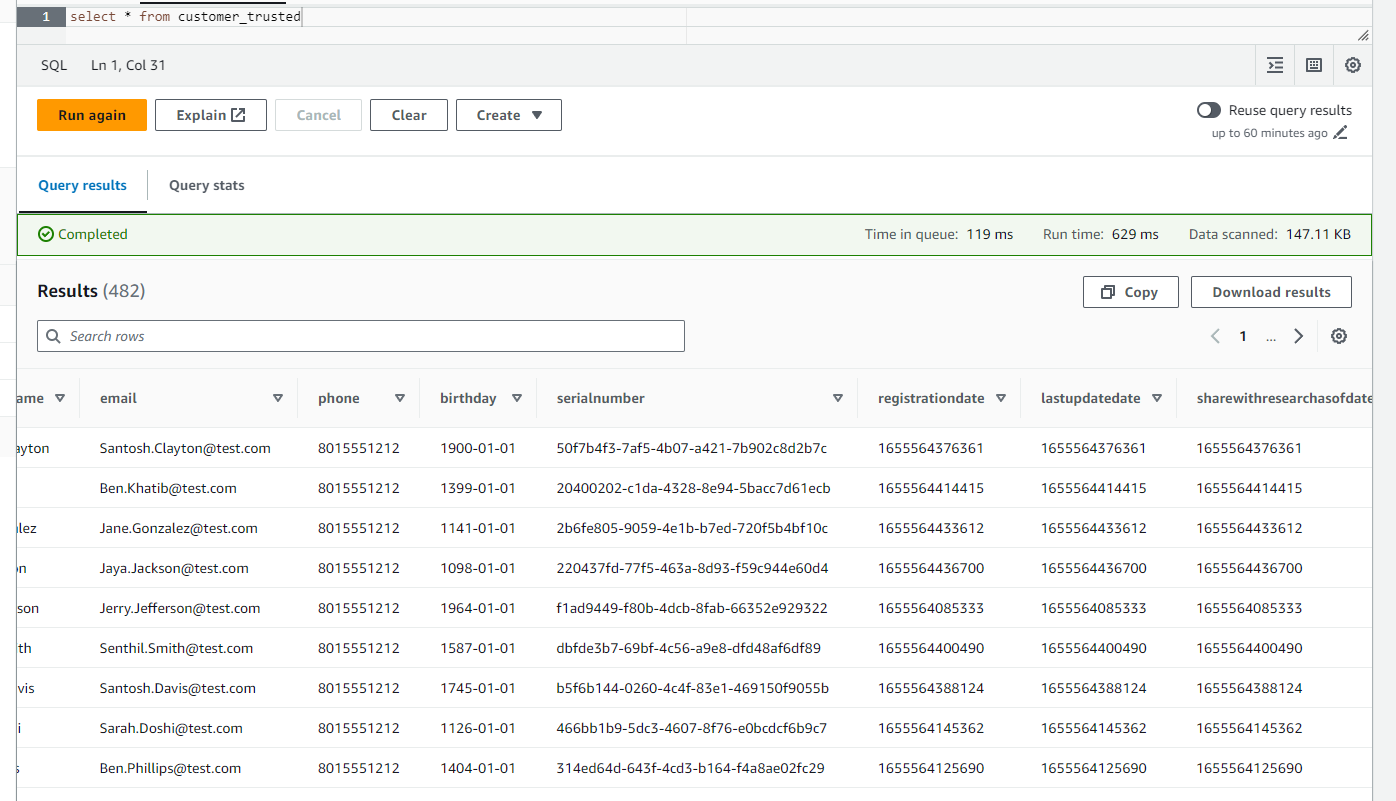 1 select * from customer_trusted
SQL Ln 1, Col 31
Run again Explain Cancel Clear Create Reuse query results
up to 60 minutes ago
Query results Query stats
Completed Time in queue: 119 ms Run time: 629 ms Data scanned: 147.11 KB
Results (482) Copy Download results
Search rows 1 ...
ame email phone birthday serialnumber registrationdate lastupdatedate sharewithresearchasofdate
ayton Santosh.Clayton@test.com 8015551212 1900-01-01 50f7b4f3-7af5-4b07-a421-7b902c8d2b7c 1655564376361 1655564376361 1655564376361
Ben.Khatib@test.com 8015551212 1399-01-01 20400202-c1da-4328-8e94-5bacc7d61ecb 1655564414415 1655564414415 1655564414415
lez Jane.Gonzalez@test.com 8015551212 1141-01-01 2b6fe805-9059-4e1b-b7ed-720f5b4bf10c 1655564433612 1655564433612 1655564433612
on Jaya.Jackson@test.com 8015551212 1098-01-01 220437fd-77f5-463a-8d93-f59c944e60d4 1655564436700 1655564436700 1655564436700
son Jerry.Jefferson@test.com 8015551212 1964-01-01 f1ad9449-f80b-4dcb-8fab-66352e929322 1655564085333 1655564085333 1655564085333
th Senthil.Smith@test.com 8015551212 1587-01-01 dbfde3b7-69bf-4c56-a9e8-dfd48af6df89 1655564400490 1655564400490 1655564400490
vis Santosh.Davis@test.com 8015551212 1745-01-01 b5f6b144-0260-4c4f-83e1-469150f9055b 1655564388124 1655564388124 1655564388124
i Sarah.Doshi@test.com 8015551212 1126-01-01 466bb1b9-5dc3-4607-8f76-e0bcdcf6b9c7 1655564145362 1655564145362 1655564145362
s Ben.Phillips@test.com 8015551212 1404-01-01 314ed64d-643f-4cd3-b164-f4a8ae02fc29 1655564125690 1655564125690 1655564125690